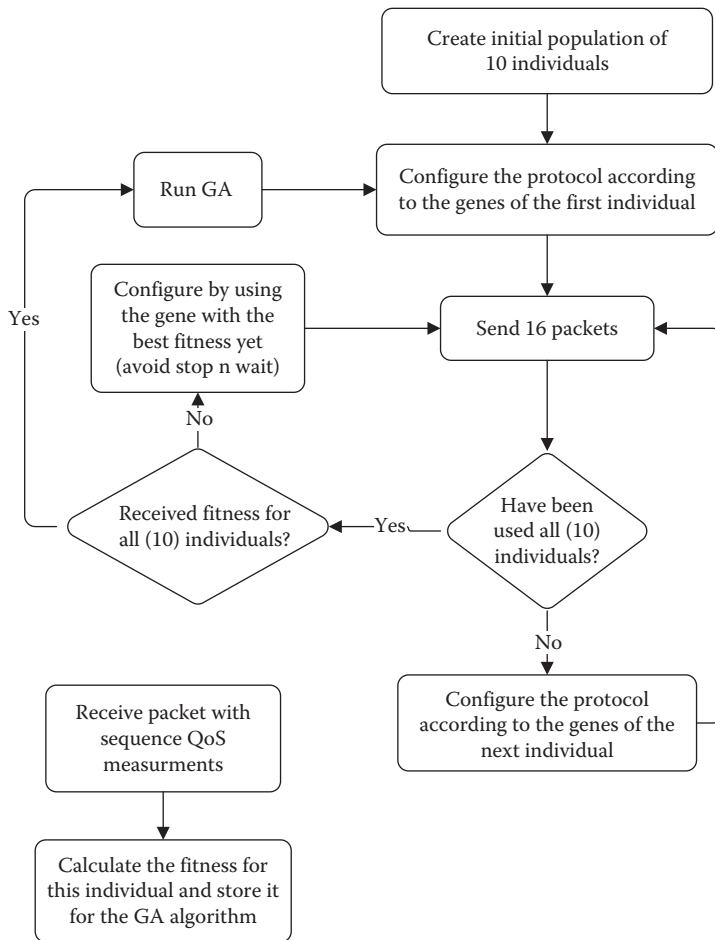 Create initial population of
10 individuals
Run GA
Configure the protocol according
to the genes of the first individual
Yes
Configure by using
the gene with the
best fitness yet
(avoid stop n wait)
Send 16 packets
No
Received fitness for
all (10) individuals?
Yes
Have been
used all (10)
individuals?
No
Receive packet with
sequence QoS
measurments
Configure the protocol
according to the genes of the
next individual
Calculate the fitness for
this individual and store it
for the GA algorithm